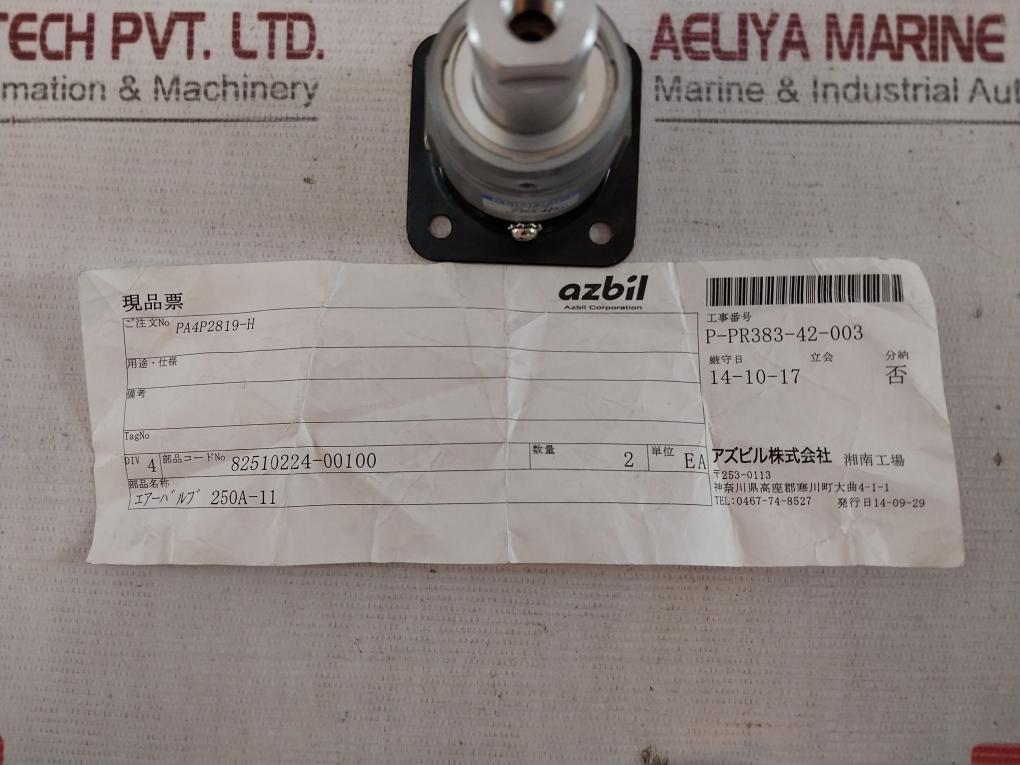 TECH PVT. LTD.
mation & Machinery
AELIYA MARINE
Marine & Industrial Aut
現品票
azbil
Azbil Corporation
ご注文No PA4P2819-H
用途・仕様
備考
TagNo
DIV 4 部品コードNo 82510224-00100 数量 2 単位 EA
部品名称
エアーバルブ 250A-11
工事番号
P-PR383-42-003
厳守日 立会 分納
14-10-17 否
アズビル株式会社 湘南工場
〒253-0113
神奈川県高座郡寒川町大曲4-1-1
TEL:0467-74-8527 発行日14-09-29